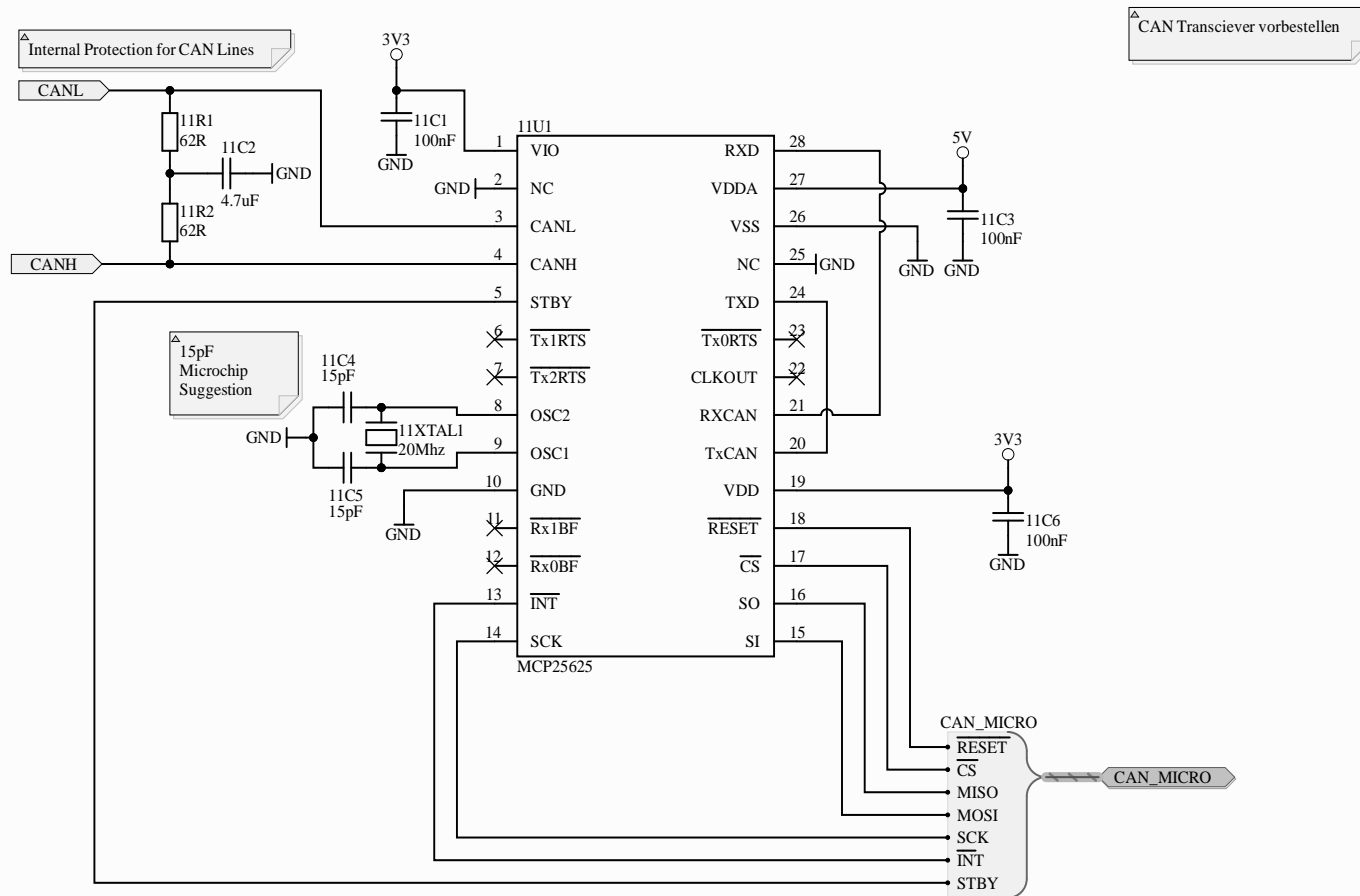 Internal Protection for CAN Lines
CAN Transciever vorbestellen
3V3
CANL
11R1
62R
11C2
4.7uF
GND
11R2
62R
CANH
11C1
100nF
GND
11U1
1
VIO
GND
2
NC
3
CANL
4
CANH
5
STBY
6
Tx1RTS
7
Tx2RTS
8
OSC2
9
OSC1
10
GND
11
Rx1BF
12
Rx0BF
13
INT
14
SCK
MCP25625
RXD
28
VDDA
27
VSS
26
NC
25
GND
TXD
24
Tx0RTS
23
CLKOUT
22
RXCAN
21
TxCAN
20
VDD
19
RESET
18
CS
17
SO
16
SI
15
5V
11C3
100nF
GND
GND
15pF
Microchip
Suggestion
11C4
15pF
GND
11XTAL1
20Mhz
11C5
15pF
GND
3V3
11C6
100nF
GND
CAN_MICRO
RESET
CS
MISO
MOSI
SCK
INT
STBY
CAN_MICRO